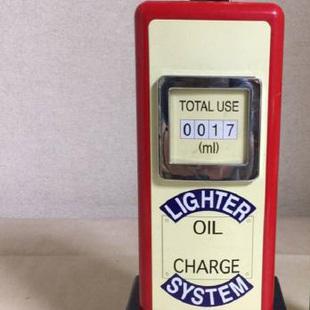 TOTAL USE
0017
(ml)
LIGHTER
OIL
CHARGE
SYSTEM